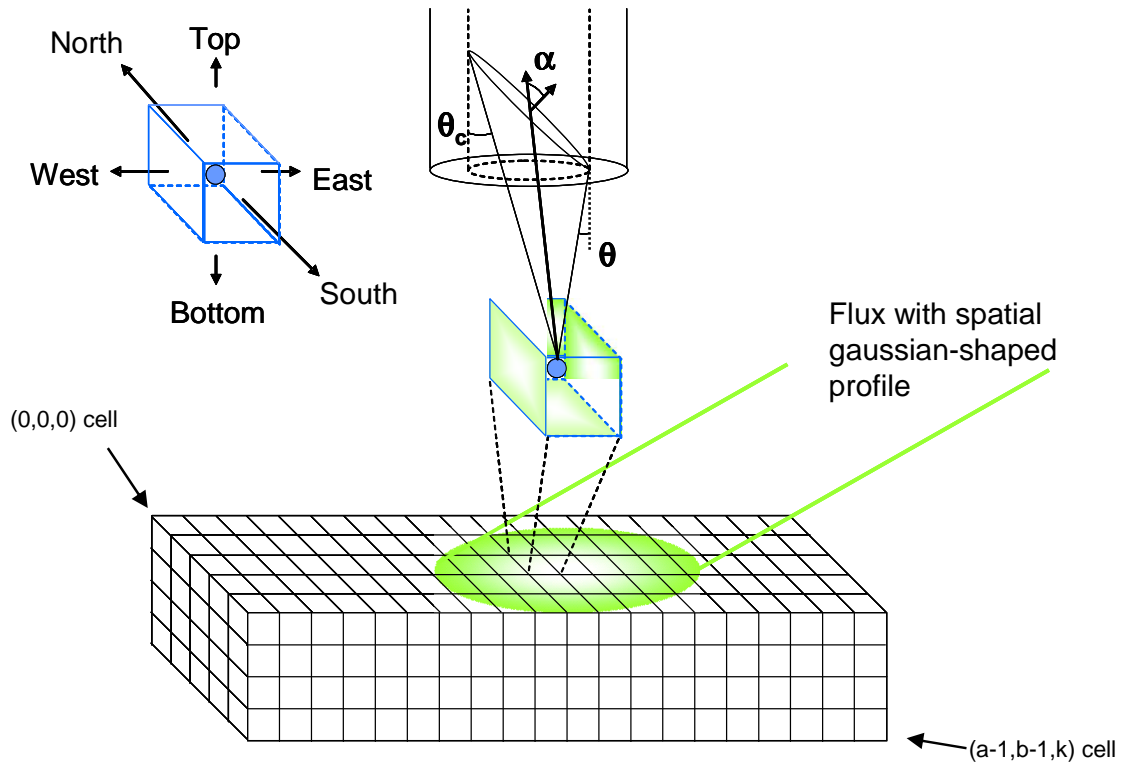 North
Top
West
East
Bottom
South
α
θc
θ
Flux with spatial
gaussian-shaped
profile
(0,0,0) cell
(a-1,b-1,k) cell